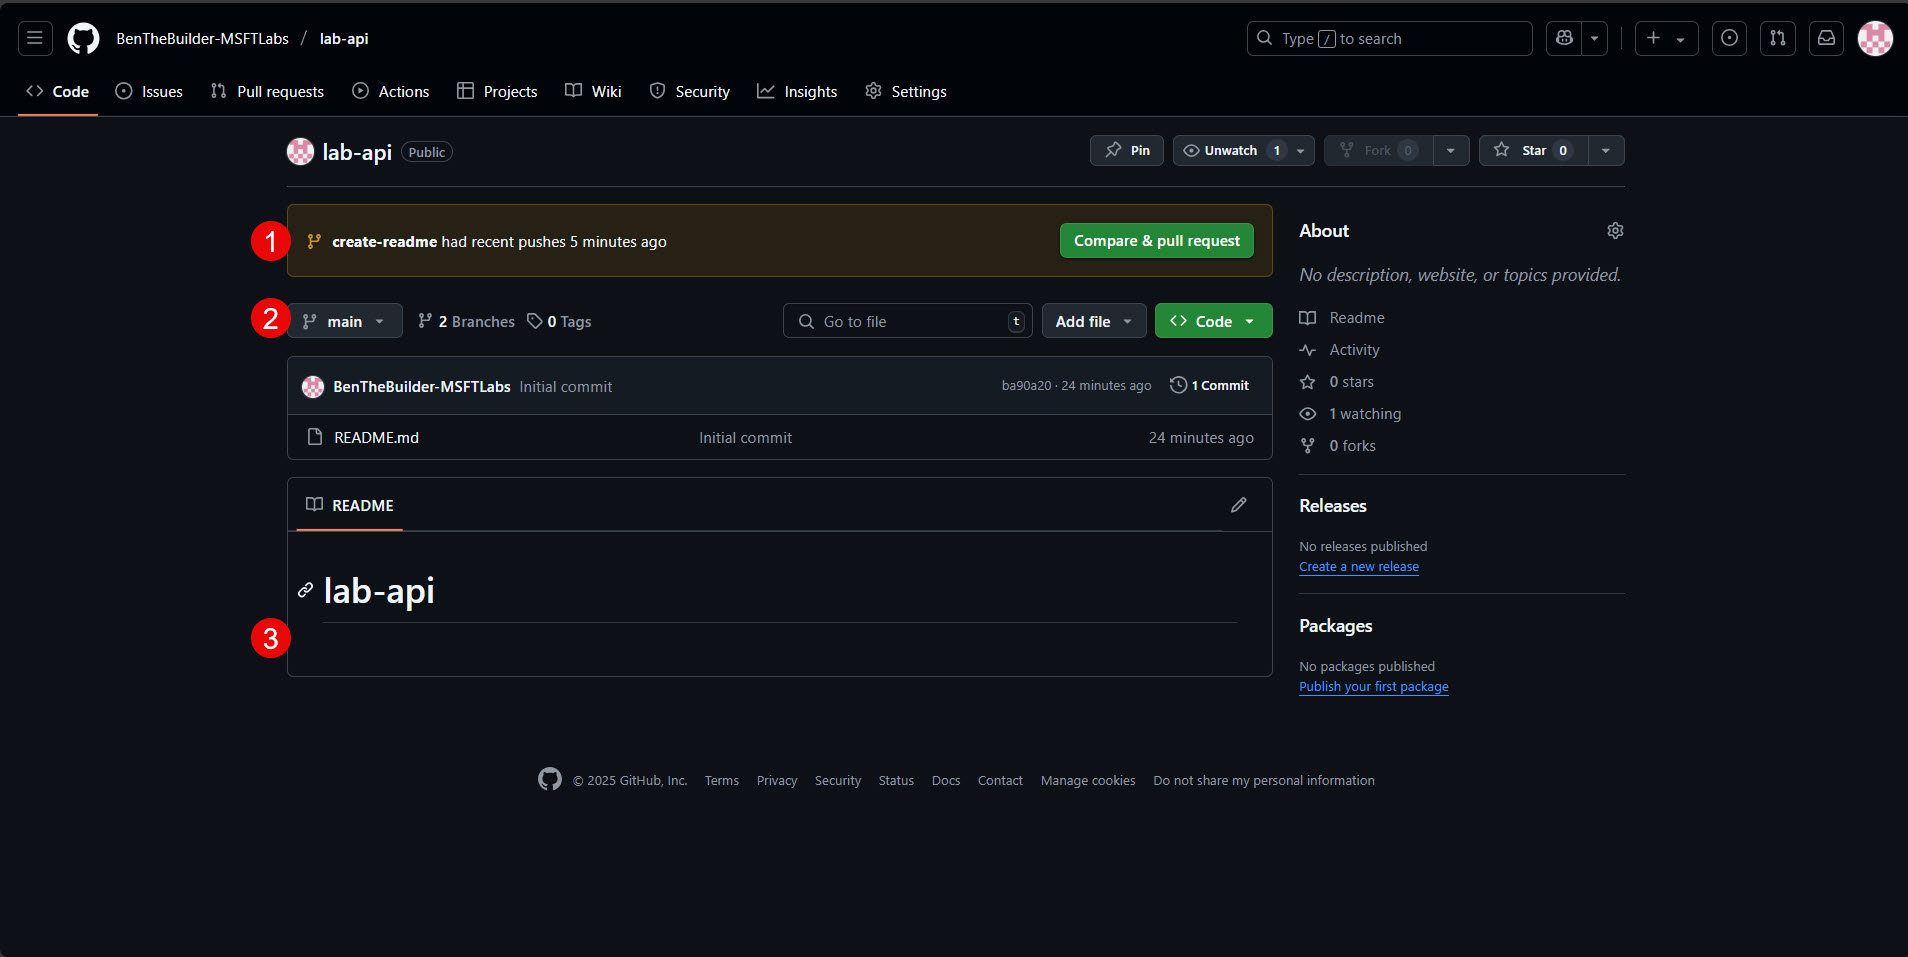 BenTheBuilder-MSFTLabs / lab-api
Type / to search
Code Issues Pull requests Actions Projects Wiki Security Insights Settings
lab-api Public
Pin Unwatch 1 Fork 0 Star 0
1 create-readme had recent pushes 5 minutes ago Compare & pull request
2 main 2 Branches 0 Tags Go to file t Add file Code
BenTheBuilder-MSFTLabs Initial commit ba90a20 · 24 minutes ago 1 Commit
README.md Initial commit 24 minutes ago
README
lab-api
3
About
No description, website, or topics provided.
Readme
Activity
0 stars
1 watching
0 forks
Releases
No releases published
Create a new release
Packages
No packages published
Publish your first package
© 2025 GitHub, Inc. Terms Privacy Security Status Docs Contact Manage cookies Do not share my personal information